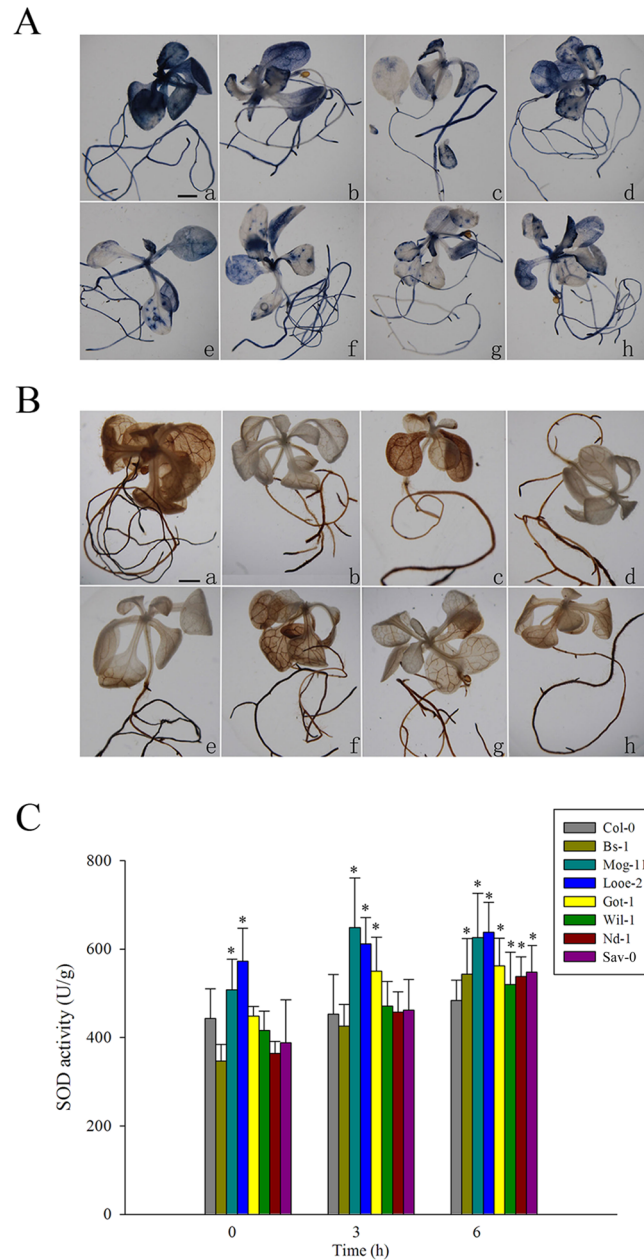 A
a
b
c
d
e
f
g
h
B
a
b
c
d
e
f
g
h
C
Col-0
Bs-1
Mog-11
Looe-2
Got-1
Wil-1
Nd-1
Sav-0
800
600
400
200
0
SOD activity (U/g)
* *
* * *
* * * * * * *
0 3 6
Time (h)